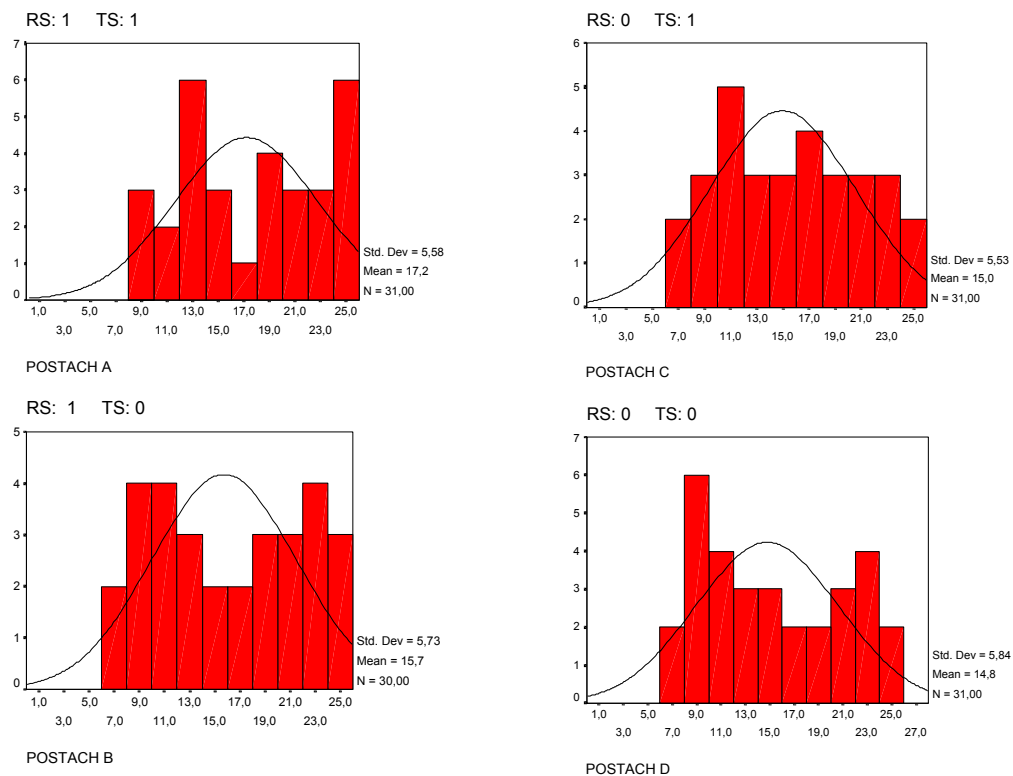 RS: 1 TS: 1
7
6
5
4
3
2
1
0
Std. Dev = 5,58
Mean = 17,2
N = 31,00
1,0 5,0 9,0 13,0 17,0 21,0 25,0
3,0 7,0 11,0 15,0 19,0 23,0
POSTACH A
RS: 0 TS: 1
6
5
4
3
2
1
0
Std. Dev = 5,53
Mean = 15,0
N = 31,00
1,0 5,0 9,0 13,0 17,0 21,0 25,0
3,0 7,0 11,0 15,0 19,0 23,0
POSTACH C
RS: 1 TS: 0
5
4
3
2
1
0
Std. Dev = 5,73
Mean = 15,7
N = 30,00
1,0 5,0 9,0 13,0 17,0 21,0 25,0
3,0 7,0 11,0 15,0 19,0 23,0
POSTACH B
RS: 0 TS: 0
7
6
5
4
3
2
1
0
Std. Dev = 5,84
Mean = 14,8
N = 31,00
1,0 5,0 9,0 13,0 17,0 21,0 25,0
3,0 7,0 11,0 15,0 19,0 23,0 27,0
POSTACH D